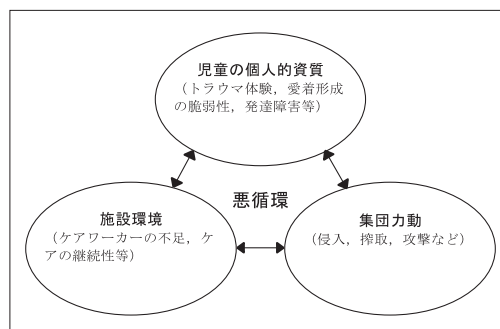 児童の個人的資質
（トラウマ体験，愛着形成
の脆弱性，発達障害等）
悪循環
施設環境
（ケアワーカーの不足，ケ
アの継続性等）
集団力動
（侵入，搾取，攻撃など）